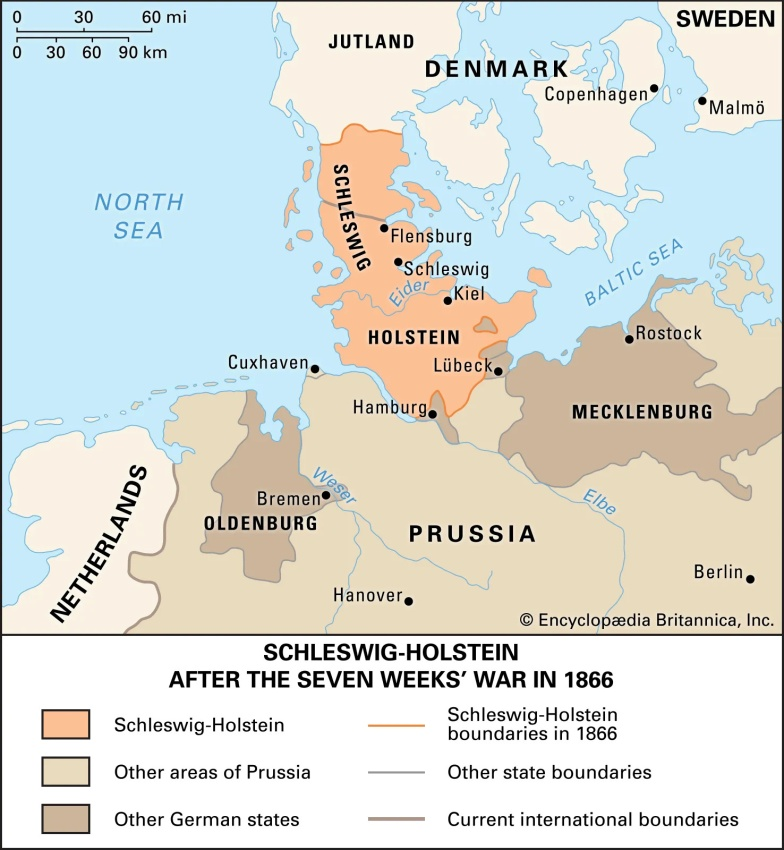 0 30 60 mi
0 30 60 90 km
SWEDEN
JUTLAND
DENMARK
Copenhagen
Malmö
NORTH
SEA
SCHLESWIG
Flensburg
Schleswig
BALTIC SEA
Eider
Kiel
Rostock
HOLSTEIN
Cuxhaven
Lübeck
Hamburg
MECKLENBURG
NETHERLANDS
Weser
Bremen
Elbe
OLDENBURG
PRUSSIA
Berlin
Hanover
© Encyclopædia Britannica, Inc.
SCHLESWIG-HOLSTEIN
AFTER THE SEVEN WEEKS’ WAR IN 1866
Schleswig-Holstein
Schleswig-Holstein
boundaries in 1866
Other areas of Prussia
Other state boundaries
Other German states
Current international boundaries